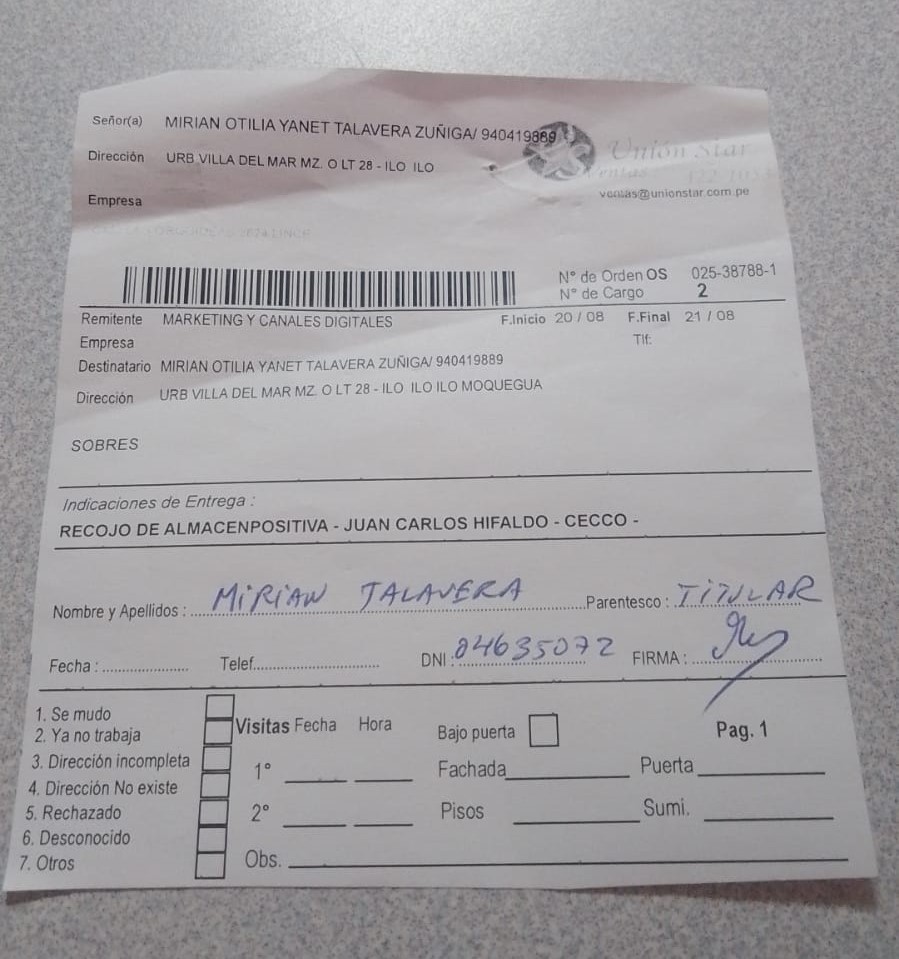 Señor(a) MIRIAN OTILIA YANET TALAVERA ZUÑIGA/ 940419889
Unión Star
Dirección URB VILLA DEL MAR MZ. O LT 28 - ILO ILO
Ventas
ventas@unionstar.com.pe
Empresa
N° de Orden OS 025-38788-1
N° de Cargo 2
Remitente MARKETING Y CANALES DIGITALES F.Inicio 20 / 08 F.Final 21 / 08
Empresa Tlf:
Destinatario MIRIAN OTILIA YANET TALAVERA ZUÑIGA/ 940419889
Dirección URB VILLA DEL MAR MZ. O LT 28 - ILO ILO ILO MOQUEGUA
SOBRES
Indicaciones de Entrega :
RECOJO DE ALMACENPOSITIVA - JUAN CARLOS HIFALDO - CECCO -
Nombre y Apellidos : MIRIAN TALAVERA Parentesco : TITULAR
Fecha : Telef. DNI : 04635072 FIRMA :
1. Se mudo
2. Ya no trabaja
3. Dirección incompleta
4. Dirección No existe
5. Rechazado
6. Desconocido
7. Otros
Visitas Fecha Hora
1°
2°
Obs.
Bajo puerta Pag. 1
Fachada Puerta
Pisos Sumi.